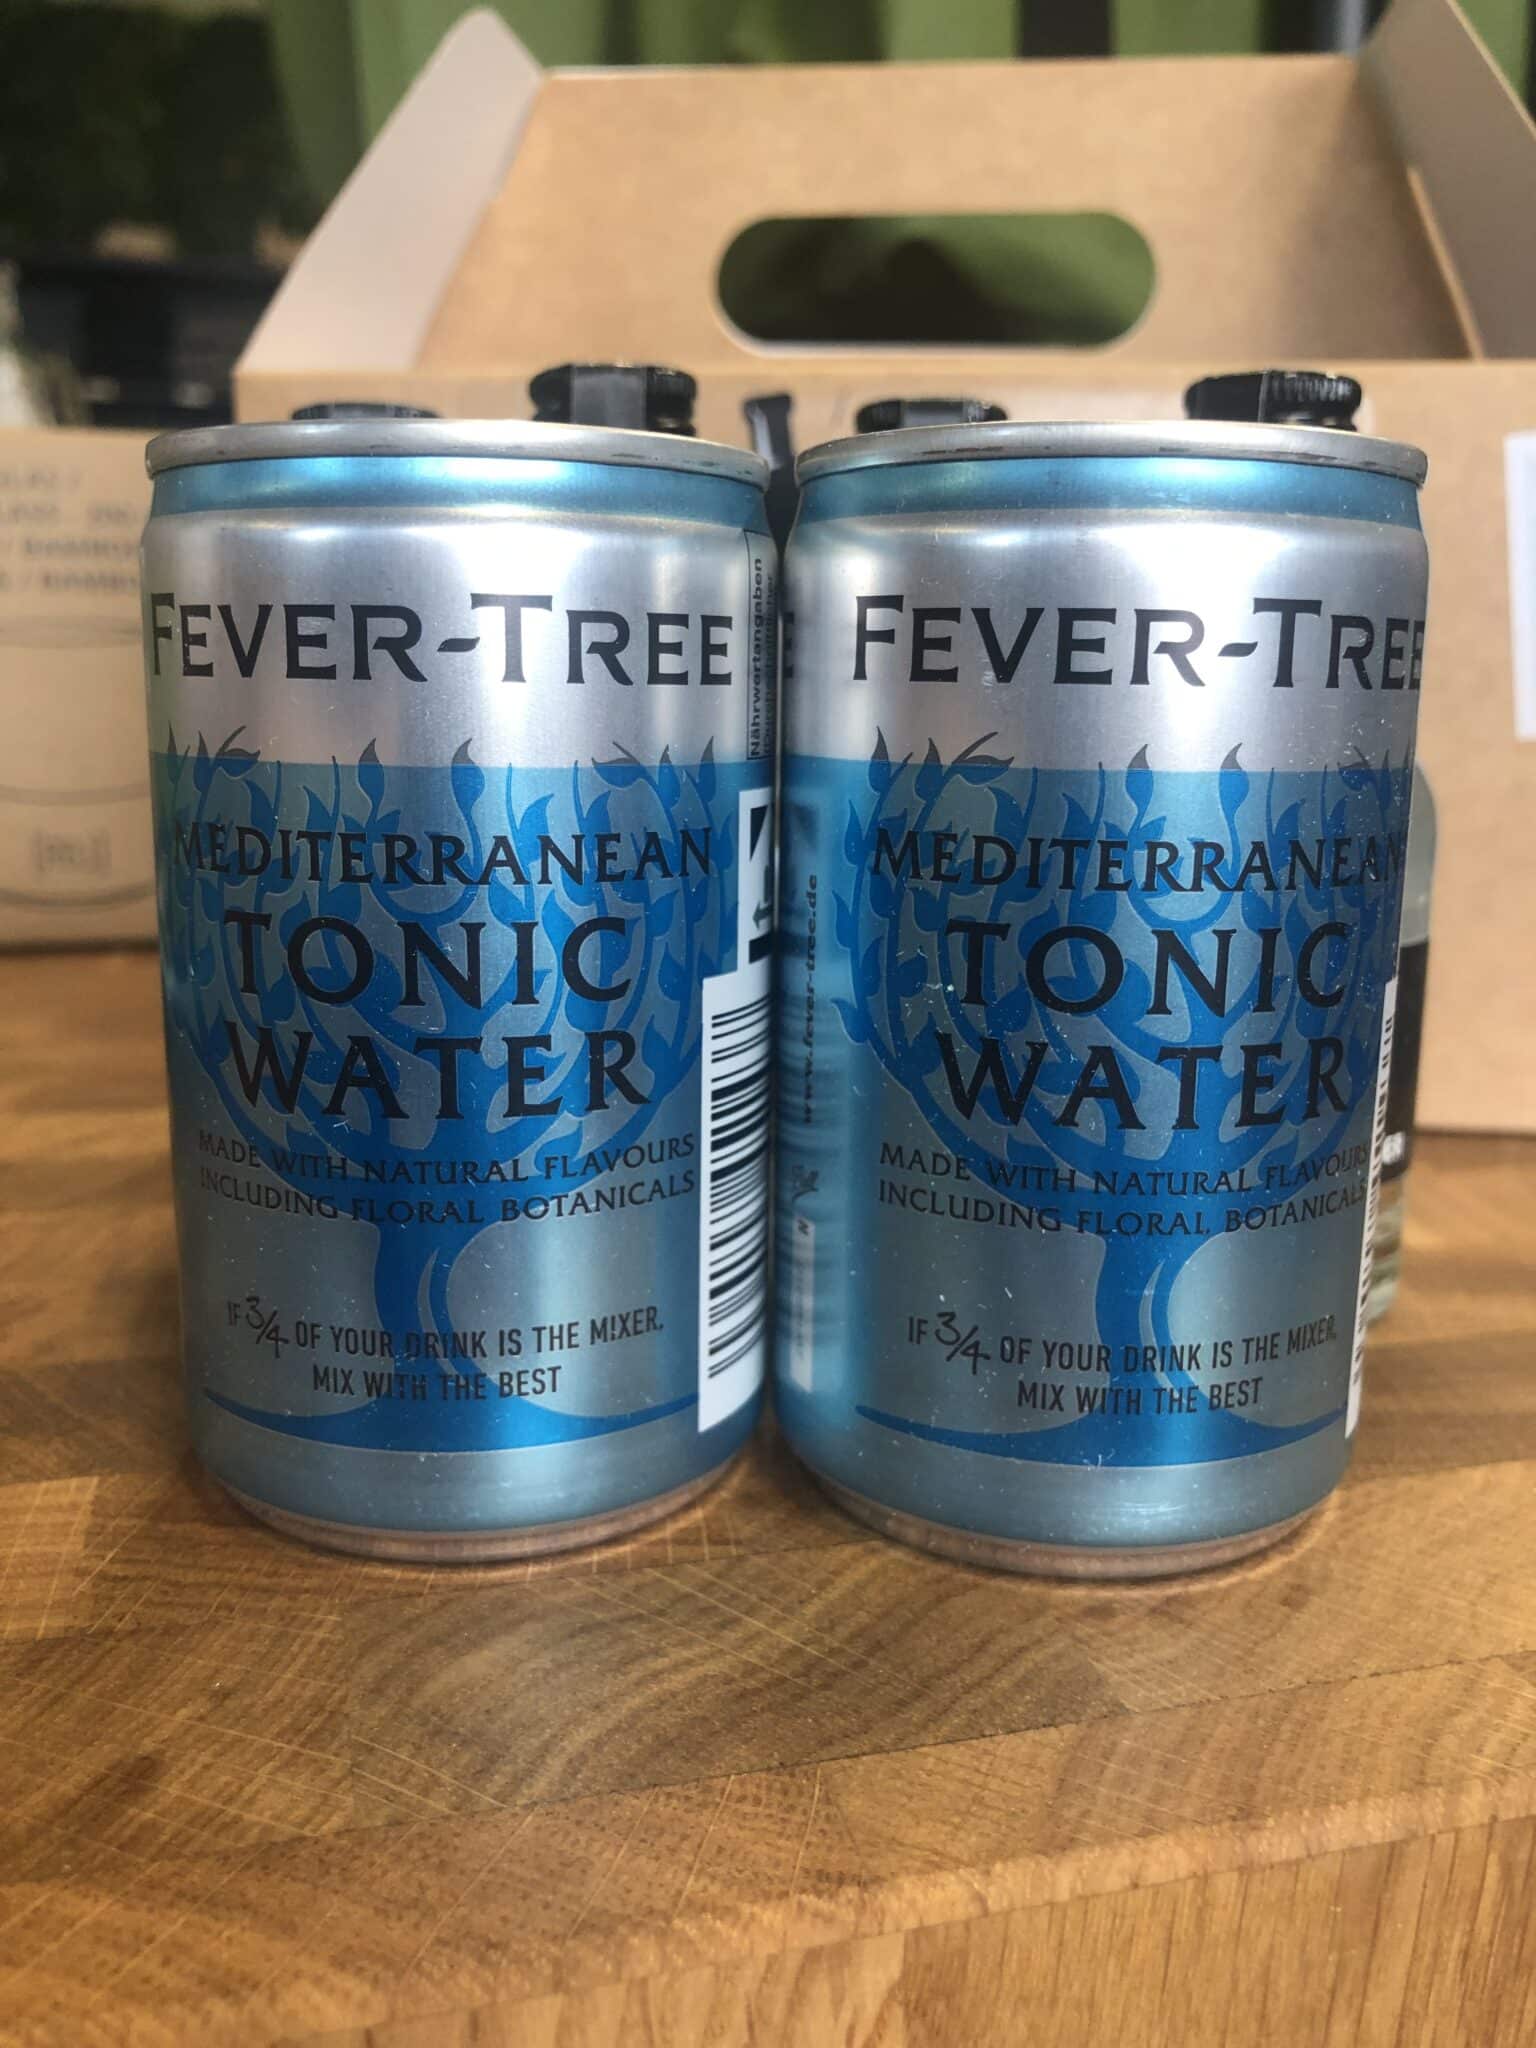 FEVER-TREE
MEDITERRANEAN
TONIC
WATER
MADE WITH NATURAL FLAVOURS
INCLUDING FLORAL BOTANICALS
IF 3/4 OF YOUR DRINK IS THE MIXER,
MIX WITH THE BEST
Nährwertangaben
www.fever-tree.de
FEVER-TREE
MEDITERRANEAN
TONIC
WATER
MADE WITH NATURAL FLAVOURS
INCLUDING FLORAL BOTANICALS
IF 3/4 OF YOUR DRINK IS THE MIXER,
MIX WITH THE BEST